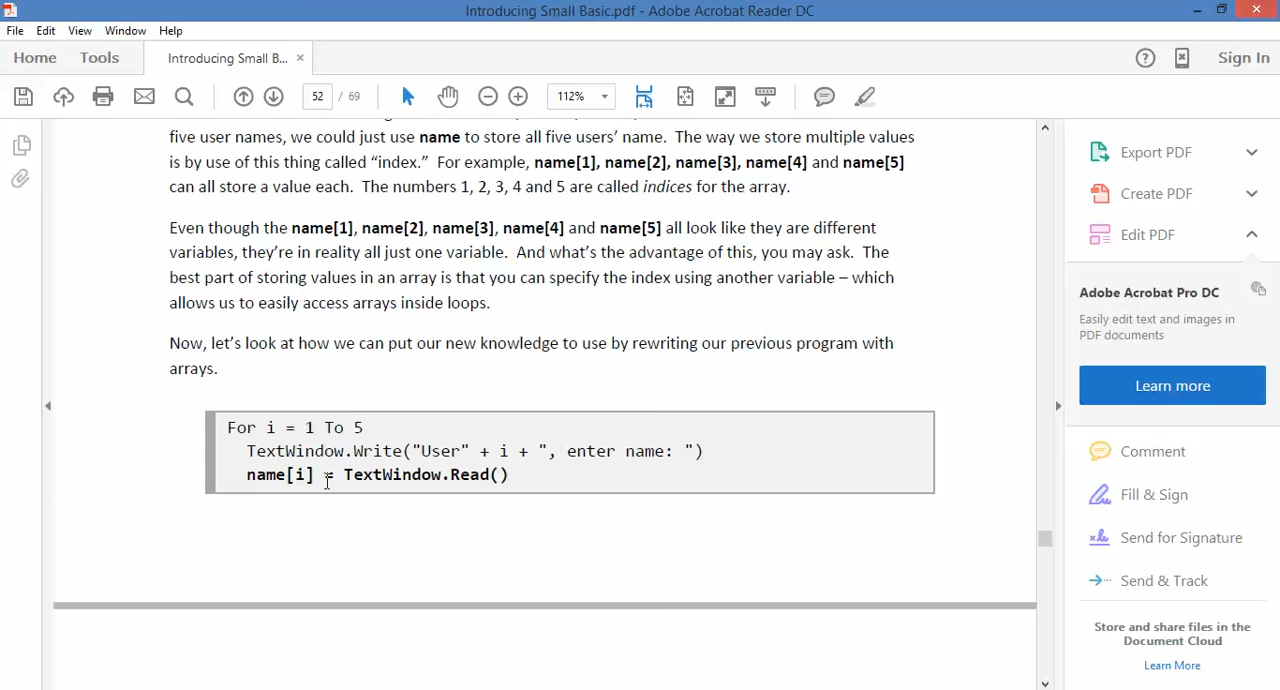 Introducing Small Basic.pdf - Adobe Acrobat Reader DC
File Edit View Window Help
Home Tools Introducing Small B... × Sign In
52 / 69 112%
five user names, we could just use name to store all five users’ name. The way we store multiple values
is by use of this thing called “index.” For example, name[1], name[2], name[3], name[4] and name[5]
can all store a value each. The numbers 1, 2, 3, 4 and 5 are called indices for the array.
Even though the name[1], name[2], name[3], name[4] and name[5] all look like they are different
variables, they’re in reality all just one variable. And what’s the advantage of this, you may ask. The
best part of storing values in an array is that you can specify the index using another variable – which
allows us to easily access arrays inside loops.
Now, let’s look at how we can put our new knowledge to use by rewriting our previous program with
arrays.
For i = 1 To 5
TextWindow.Write("User" + i + ", enter name: ")
name[i] = TextWindow.Read()
Export PDF
Create PDF
Edit PDF
Adobe Acrobat Pro DC
Easily edit text and images in
PDF documents
Learn more
Comment
Fill & Sign
Send for Signature
Send & Track
Store and share files in the
Document Cloud
Learn More